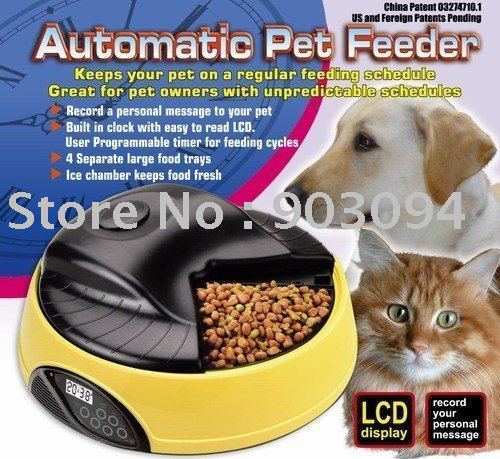 China Patent 03274710.1
US and Foreign Patents Pending
Automatic Pet Feeder
Keeps your pet on a regular feeding schedule
Great for pet owners with unpredictable schedules
Record a personal message to your pet
Built in clock with easy to read LCD.
User Programmable timer for feeding cycles
4 Separate large food trays
Ice chamber keeps food fresh
Store No : 903094
20:38
LCD
display
record
your
personal
message